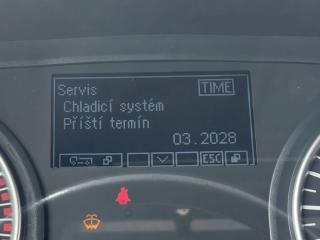 Servis TIME
Chladicí systém
Příští termín
03.2028
ESC